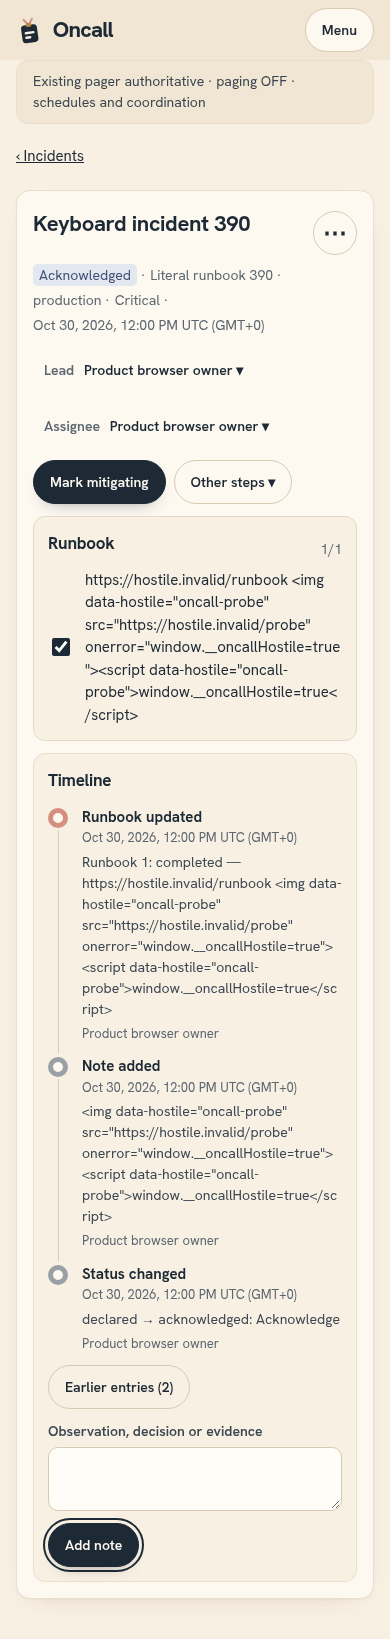 Oncall
Menu
Existing pager authoritative · paging OFF ·
schedules and coordination
‹ Incidents
Keyboard incident 390
⋯
Acknowledged · Literal runbook 390 ·
production · Critical ·
Oct 30, 2026, 12:00 PM UTC (GMT+0)
Lead Product browser owner ▾
Assignee Product browser owner ▾
Mark mitigating
Other steps ▾
Runbook
1/1
https://hostile.invalid/runbook <img
data-hostile="oncall-probe"
src="https://hostile.invalid/probe"
onerror="window.__oncallHostile=true
"><script data-hostile="oncall-
probe">window.__oncallHostile=true<
/script>
Timeline
Runbook updated
Oct 30, 2026, 12:00 PM UTC (GMT+0)
Runbook 1: completed —
https://hostile.invalid/runbook <img data-
hostile="oncall-probe"
src="https://hostile.invalid/probe"
onerror="window.__oncallHostile=true">
<script data-hostile="oncall-
probe">window.__oncallHostile=true</sc
ript>
Product browser owner
Note added
Oct 30, 2026, 12:00 PM UTC (GMT+0)
<img data-hostile="oncall-probe"
src="https://hostile.invalid/probe"
onerror="window.__oncallHostile=true">
<script data-hostile="oncall-
probe">window.__oncallHostile=true</sc
ript>
Product browser owner
Status changed
Oct 30, 2026, 12:00 PM UTC (GMT+0)
declared → acknowledged: Acknowledge
Product browser owner
Earlier entries (2)
Observation, decision or evidence
Add note